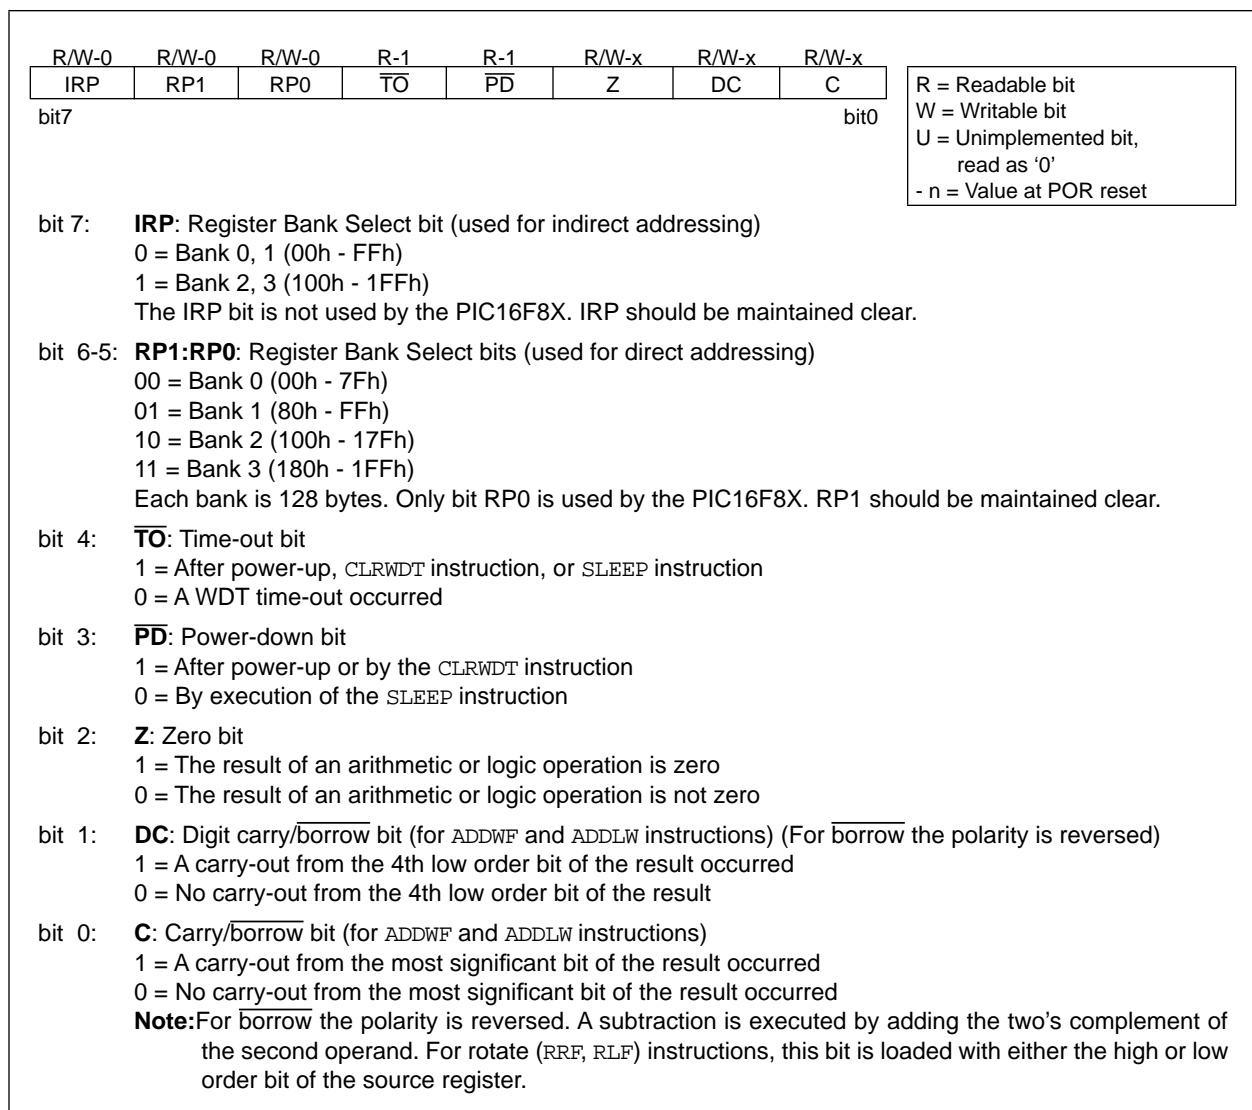 R/W-0 R/W-0 R/W-0 R-1 R-1 R/W-x R/W-x R/W-x
IRP RP1 RP0 T̅O̅ P̅D̅ Z DC C
bit7 bit0
R = Readable bit
W = Writable bit
U = Unimplemented bit,
read as ‘0’
- n = Value at POR reset
bit 7: IRP: Register Bank Select bit (used for indirect addressing)
0 = Bank 0, 1 (00h - FFh)
1 = Bank 2, 3 (100h - 1FFh)
The IRP bit is not used by the PIC16F8X. IRP should be maintained clear.
bit 6-5: RP1:RP0: Register Bank Select bits (used for direct addressing)
00 = Bank 0 (00h - 7Fh)
01 = Bank 1 (80h - FFh)
10 = Bank 2 (100h - 17Fh)
11 = Bank 3 (180h - 1FFh)
Each bank is 128 bytes. Only bit RP0 is used by the PIC16F8X. RP1 should be maintained clear.
bit 4: T̅O̅: Time-out bit
1 = After power-up, CLRWDT instruction, or SLEEP instruction
0 = A WDT time-out occurred
bit 3: P̅D̅: Power-down bit
1 = After power-up or by the CLRWDT instruction
0 = By execution of the SLEEP instruction
bit 2: Z: Zero bit
1 = The result of an arithmetic or logic operation is zero
0 = The result of an arithmetic or logic operation is not zero
bit 1: DC: Digit carry/b̅o̅r̅r̅o̅w̅ bit (for ADDWF and ADDLW instructions) (For b̅o̅r̅r̅o̅w̅ the polarity is reversed)
1 = A carry-out from the 4th low order bit of the result occurred
0 = No carry-out from the 4th low order bit of the result
bit 0: C: Carry/b̅o̅r̅r̅o̅w̅ bit (for ADDWF and ADDLW instructions)
1 = A carry-out from the most significant bit of the result occurred
0 = No carry-out from the most significant bit of the result occurred
Note:For b̅o̅r̅r̅o̅w̅ the polarity is reversed. A subtraction is executed by adding the two’s complement of
the second operand. For rotate (RRF, RLF) instructions, this bit is loaded with either the high or low
order bit of the source register.